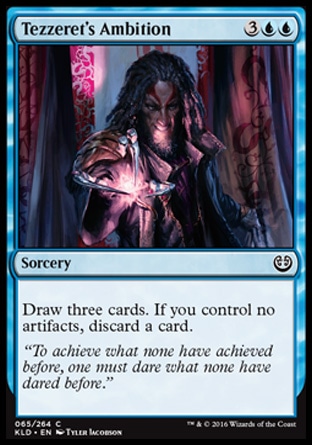 Tezzeret's Ambition 3
Sorcery
Draw three cards. If you control no
artifacts, discard a card.
“To achieve what none have achieved
before, one must dare what none have
dared before.”
065/264 C
KLD • EN Tyler Jacobson ™ & © 2016 Wizards of the Coast